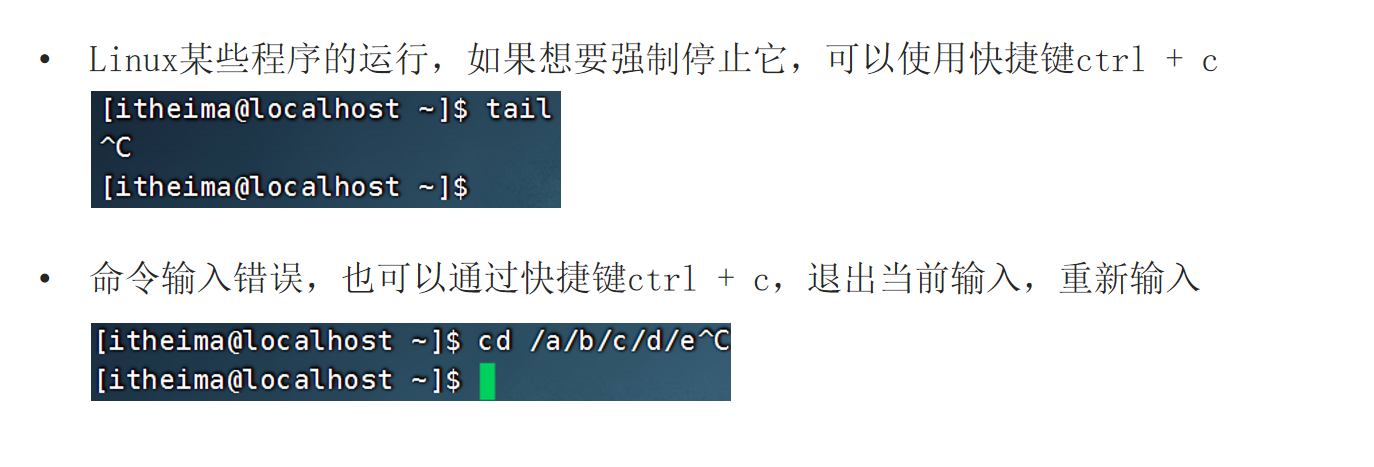 • Linux某些程序的运行，如果想要强制停止它，可以使用快捷键ctrl + c
[itheima@localhost ~]$ tail
^C
[itheima@localhost ~]$
• 命令输入错误，也可以通过快捷键ctrl + c，退出当前输入，重新输入
[itheima@localhost ~]$ cd /a/b/c/d/e^C
[itheima@localhost ~]$